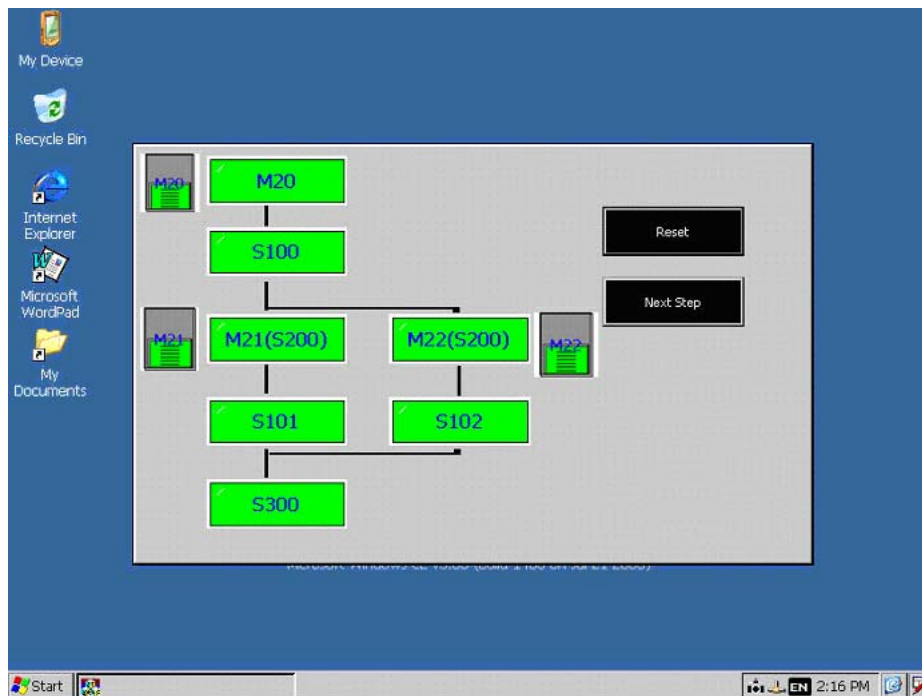 My Device
Recycle Bin
Internet
Explorer
Microsoft
WordPad
My
Documents
M20
M20
S100
Reset
Next Step
M21
M21(S200)
M22(S200)
M22
S101
S102
S300
Start
EN
2:16 PM